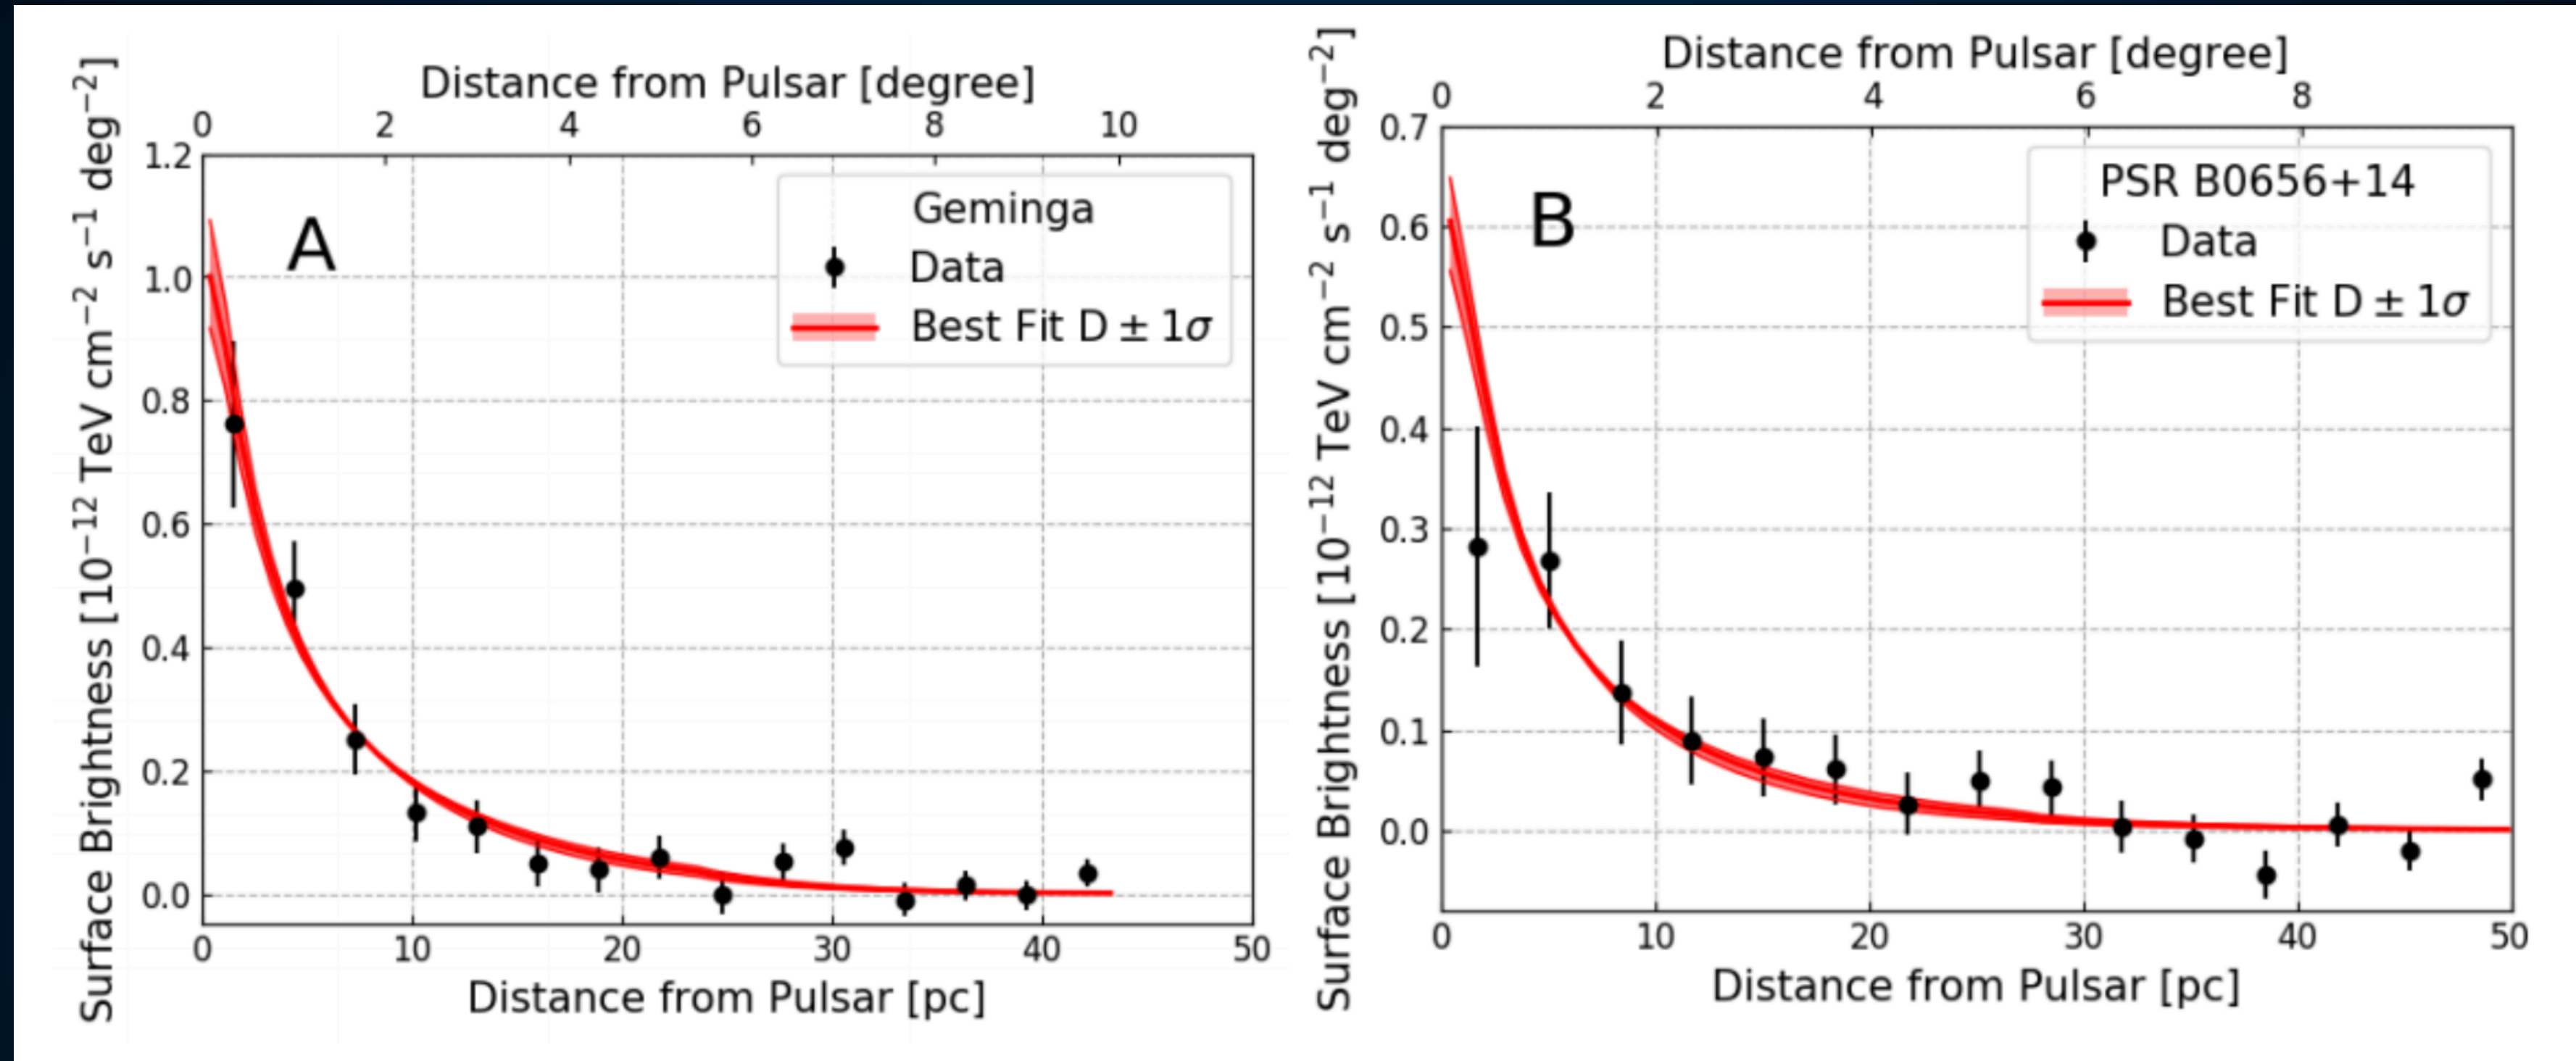 Distance from Pulsar [degree]
0 2 4 6 8 10
Surface Brightness [10⁻¹² TeV cm⁻² s⁻¹ deg⁻²]
1.2
1.0
0.8
0.6
0.4
0.2
0.0
A
Geminga
Data
Best Fit D ± 1σ
0 10 20 30 40 50
Distance from Pulsar [pc]
Distance from Pulsar [degree]
0 2 4 6 8
Surface Brightness [10⁻¹² TeV cm⁻² s⁻¹ deg⁻²]
0.7
0.6
0.5
0.4
0.3
0.2
0.1
0.0
B
PSR B0656+14
Data
Best Fit D ± 1σ
0 10 20 30 40 50
Distance from Pulsar [pc]